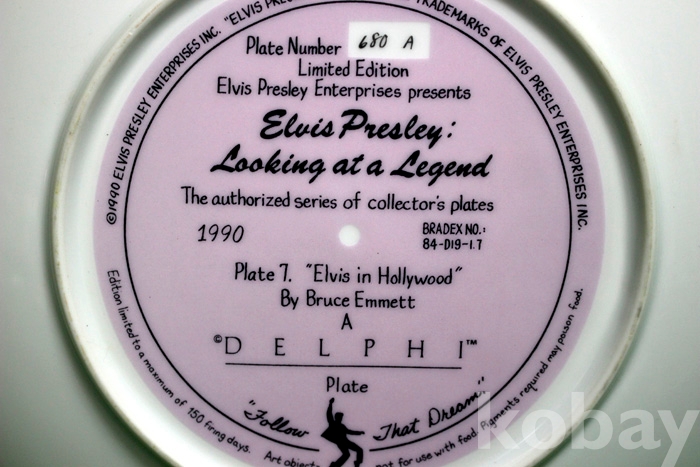 ©1990 ELVIS PRESLEY ENTERPRISES INC. "ELVIS TRADEMARKS OF ELVIS PRESLEY ENTERPRISES INC.
Plate Number 680 A
Limited Edition
Elvis Presley Enterprises presents
Elvis Presley:
Looking at a Legend
The authorized series of collector's plates
1990
BRADEX NO.:
84-D19-1.7
Plate 7. "Elvis in Hollywood"
By Bruce Emmett
A
©DELPHI™
Plate
"Follow That Dream"
Edition limited to a maximum of 150 firing days. Art objects not for use with food. Pigments required may poison food.
kobay